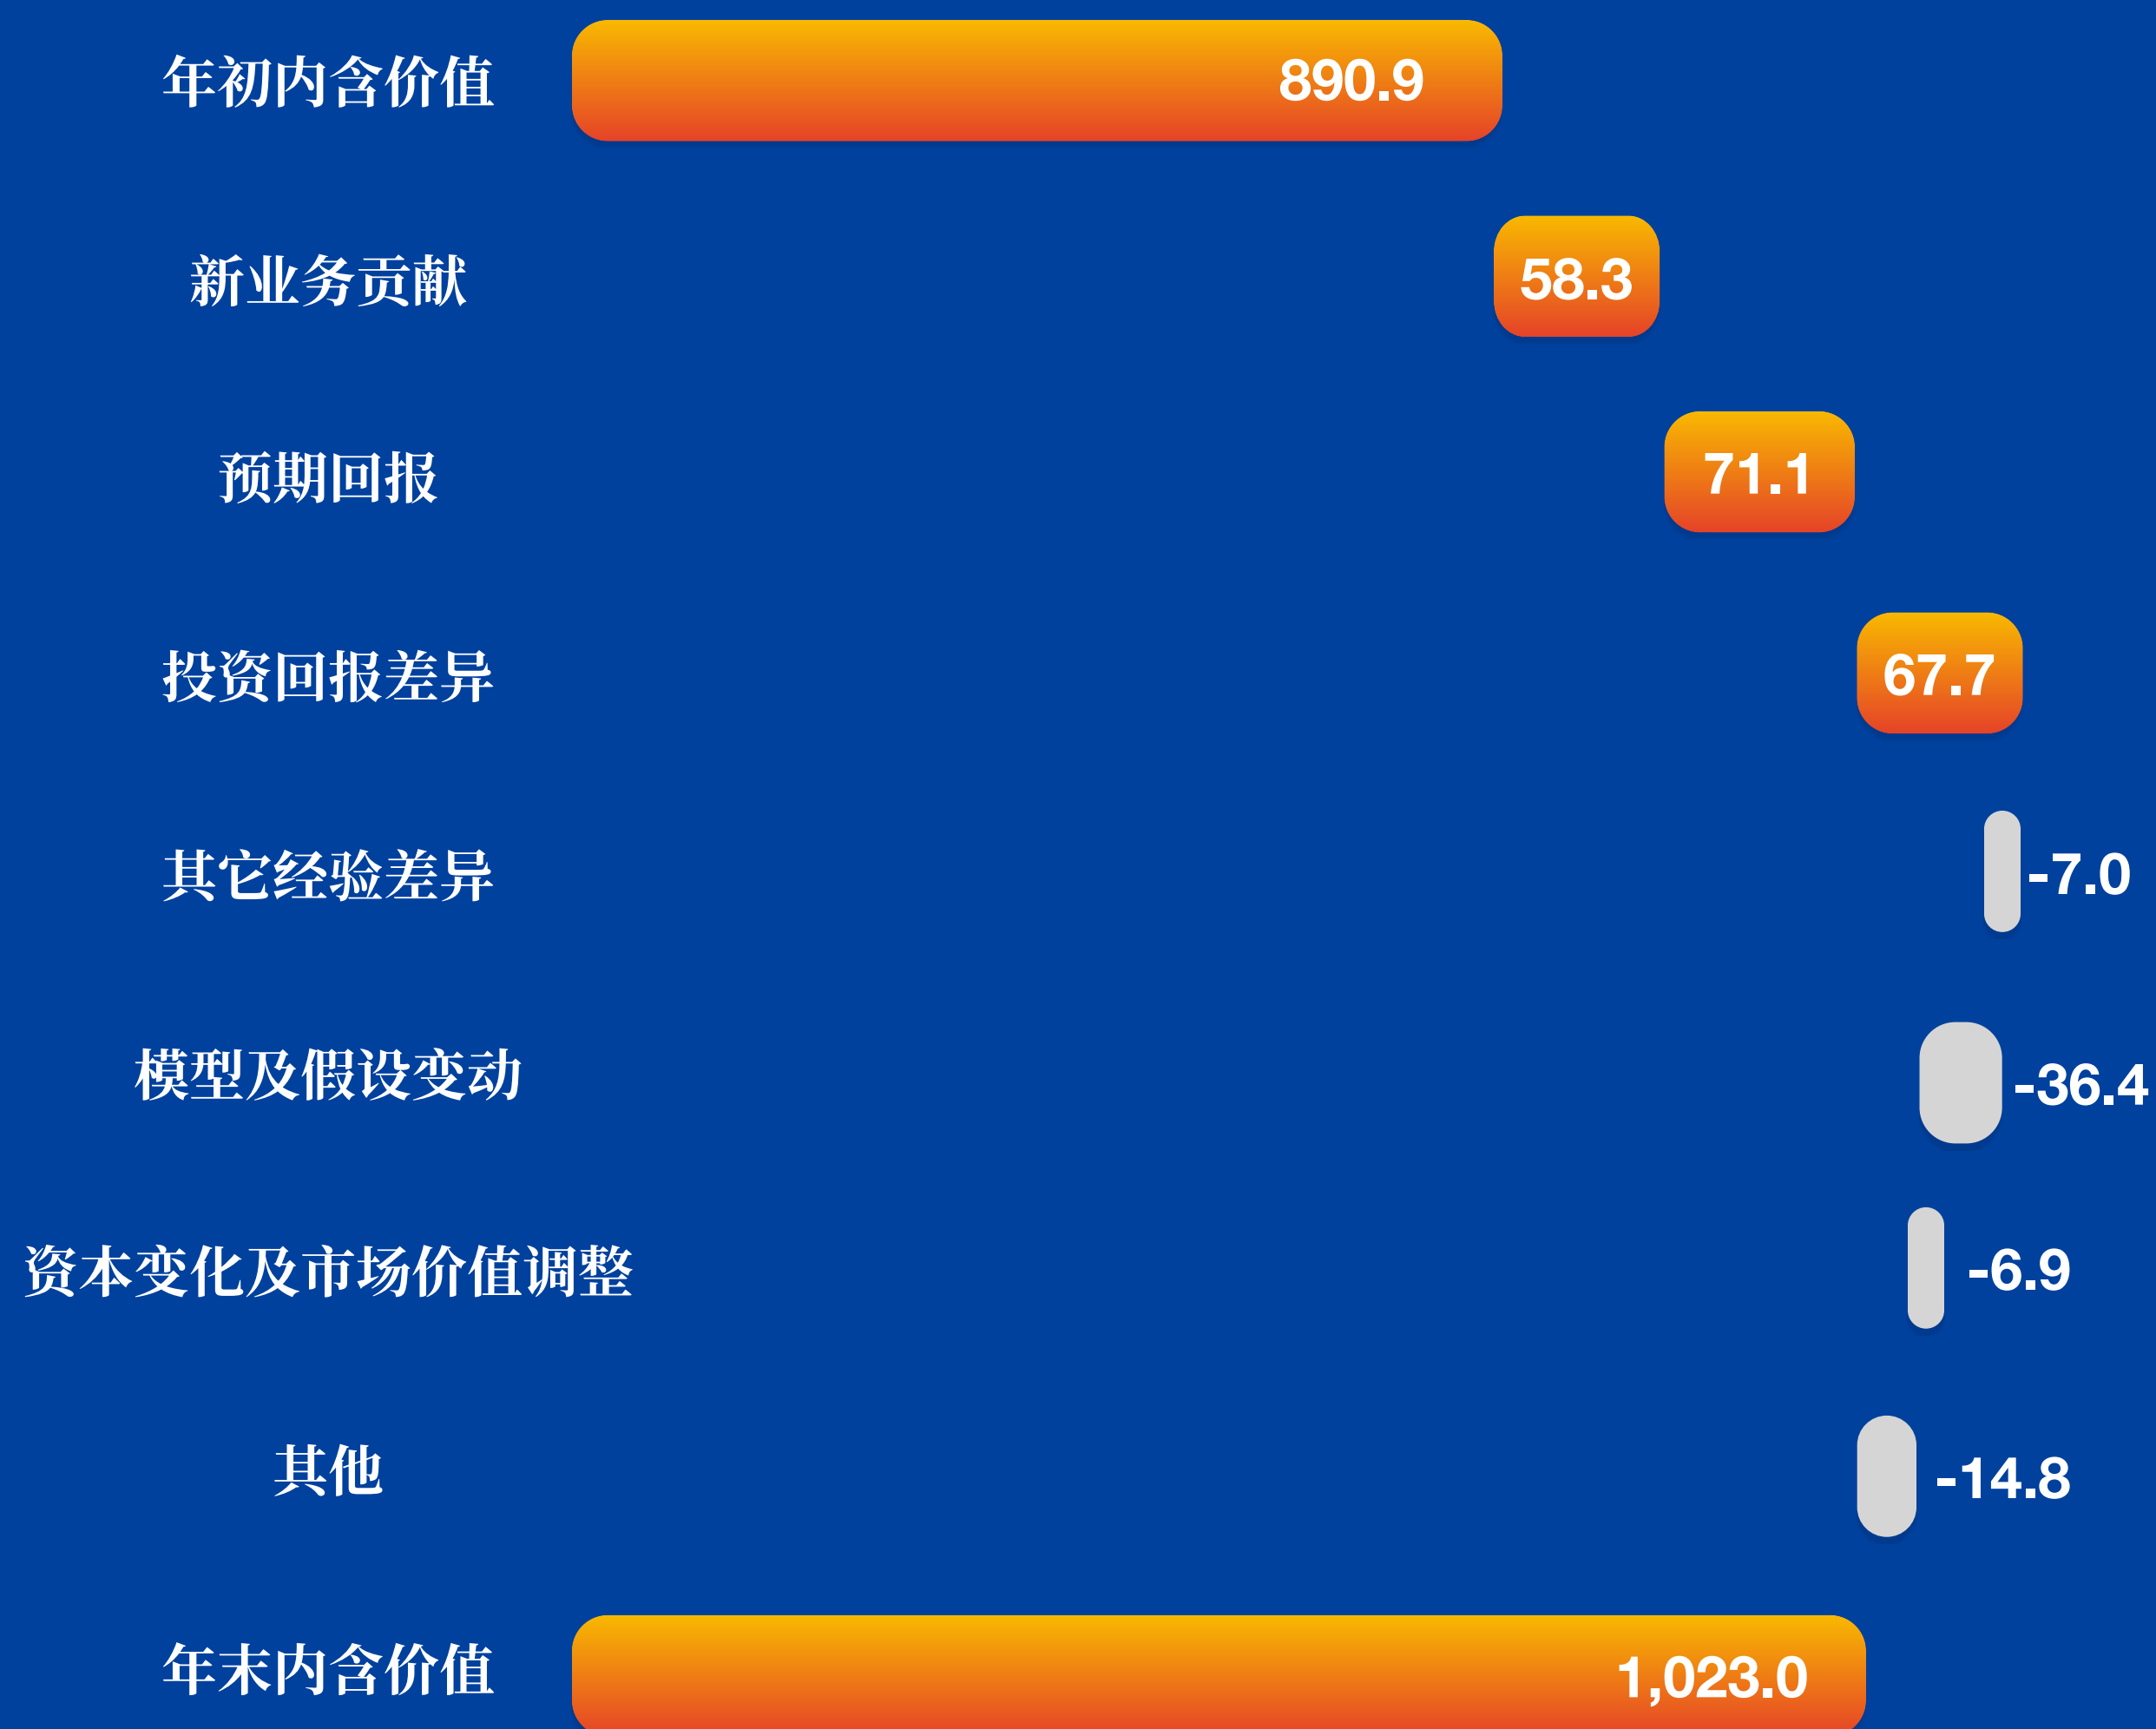 年初内含价值 890.9
新业务贡献 58.3
预期回报 71.1
投资回报差异 67.7
其它经验差异 -7.0
模型及假设变动 -36.4
资本变化及市场价值调整 -6.9
其他 -14.8
年末内含价值 1,023.0